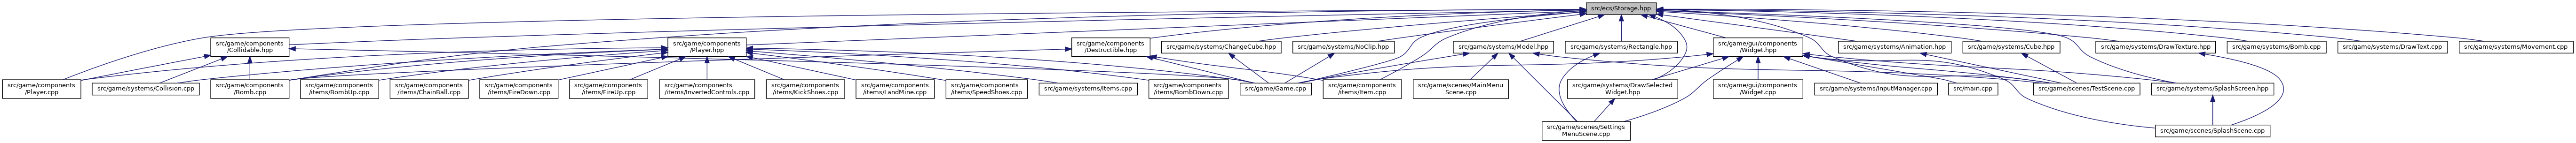 src/ecs/Storage.hpp
src/game/components
/Collidable.hpp
src/game/components
/Player.hpp
src/game/components
/Destructible.hpp
src/game/systems/ChangeCube.hpp
src/game/systems/NoClip.hpp
src/game/systems/Model.hpp
src/game/systems/Rectangle.hpp
src/game/gui/components
/Widget.hpp
src/game/systems/Animation.hpp
src/game/systems/Cube.hpp
src/game/systems/DrawTexture.hpp
src/game/systems/Bomb.cpp
src/game/systems/DrawText.cpp
src/game/systems/Movement.cpp
src/game/components
/Player.cpp
src/game/systems/Collision.cpp
src/game/components
/Bomb.cpp
src/game/components
/items/BombUp.cpp
src/game/components
/items/ChainBall.cpp
src/game/components
/items/FireDown.cpp
src/game/components
/items/FireUp.cpp
src/game/components
/items/InvertedControls.cpp
src/game/components
/items/KickShoes.cpp
src/game/components
/items/LandMine.cpp
src/game/components
/items/SpeedShoes.cpp
src/game/systems/Items.cpp
src/game/components
/items/BombDown.cpp
src/game/Game.cpp
src/game/components
/items/Item.cpp
src/game/scenes/MainMenu
Scene.cpp
src/game/systems/DrawSelected
Widget.hpp
src/game/gui/components
/Widget.cpp
src/game/systems/InputManager.cpp
src/main.cpp
src/game/scenes/TestScene.cpp
src/game/systems/SplashScreen.hpp
src/game/scenes/Settings
MenuScene.cpp
src/game/scenes/SplashScene.cpp